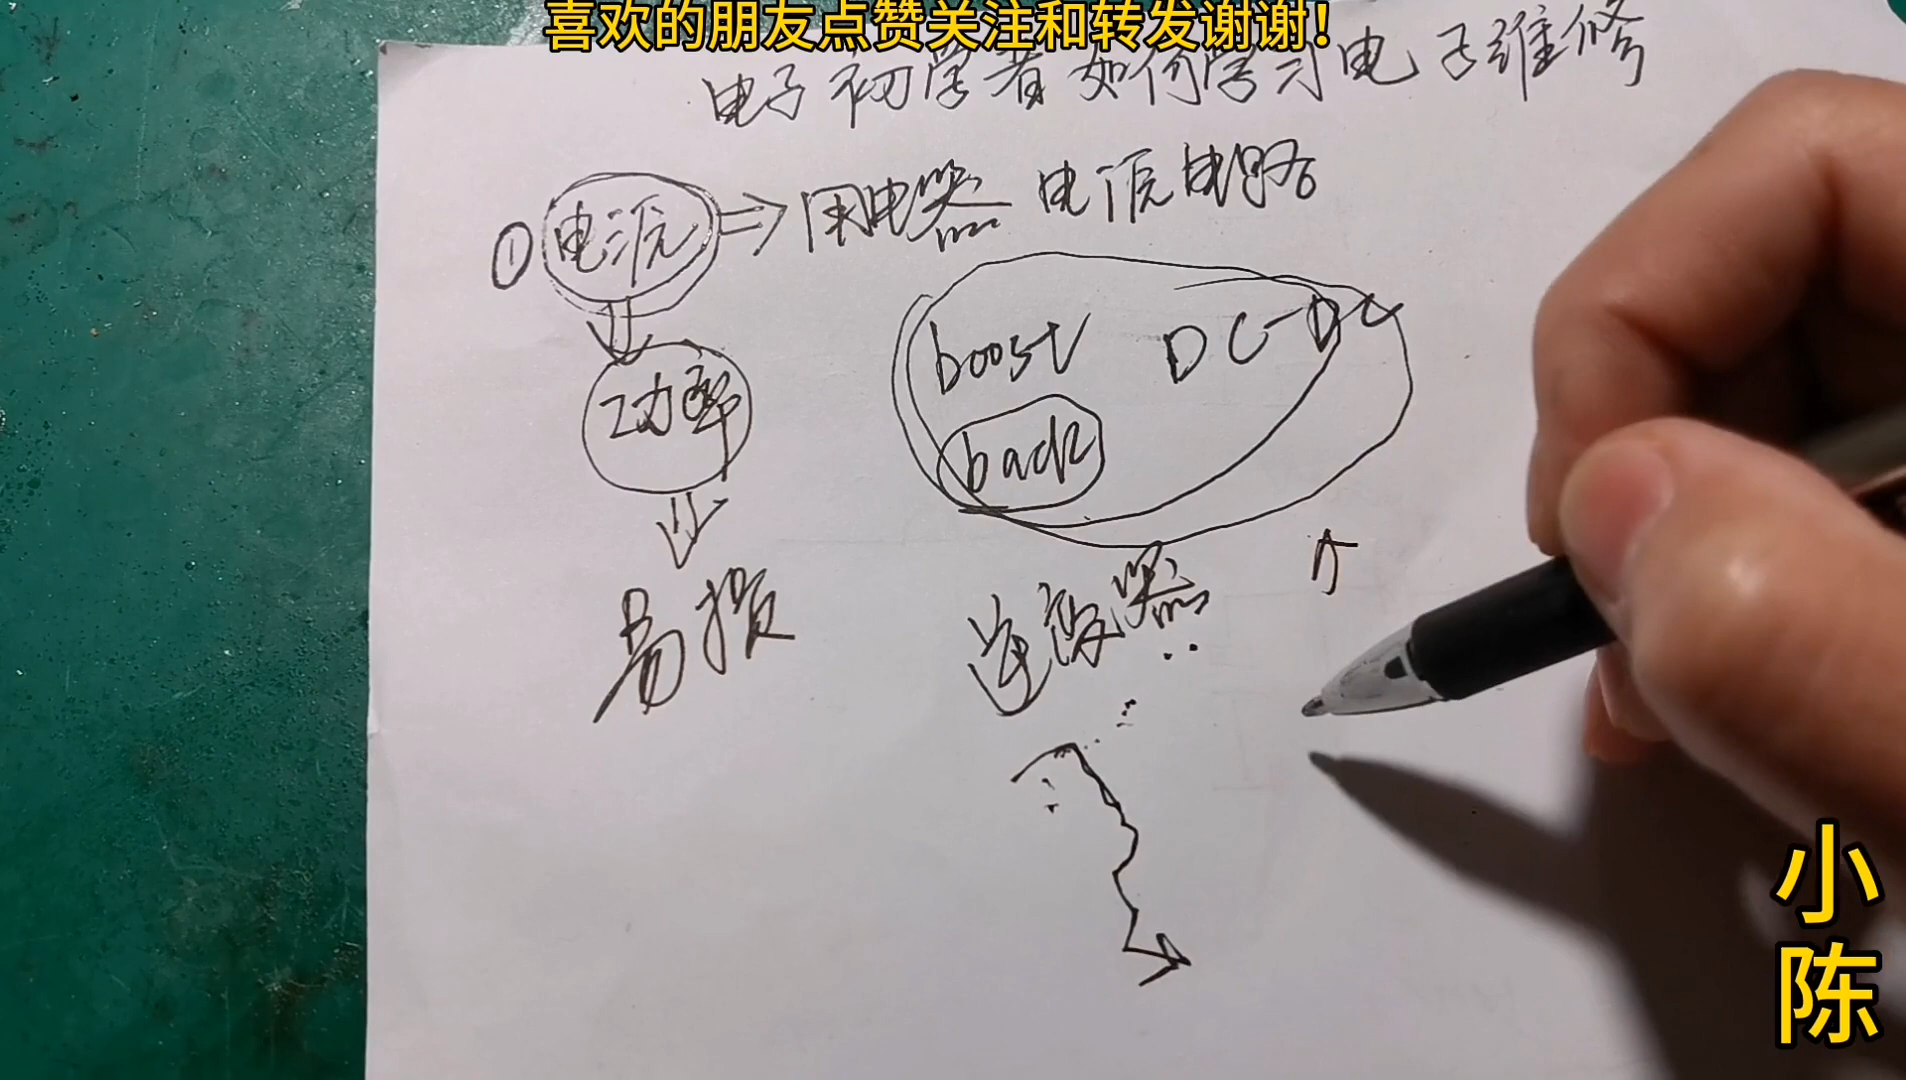 喜欢的朋友点赞关注和转发谢谢！
电子初学者如何学习电子维修
① 电源 ⇒ 用电器 电源电路
boost DC-DC
功率
back
易损
逆变器
小陈